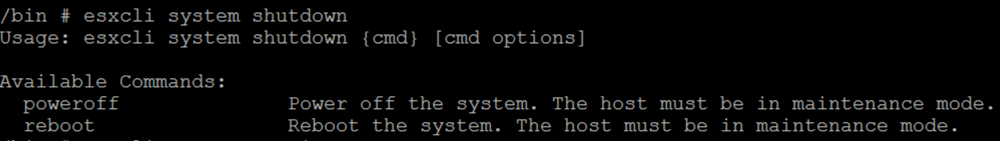 /bin # esxcli system shutdown
Usage: esxcli system shutdown {cmd} [cmd options]
Available Commands:
poweroff Power off the system. The host must be in maintenance mode.
reboot Reboot the system. The host must be in maintenance mode.